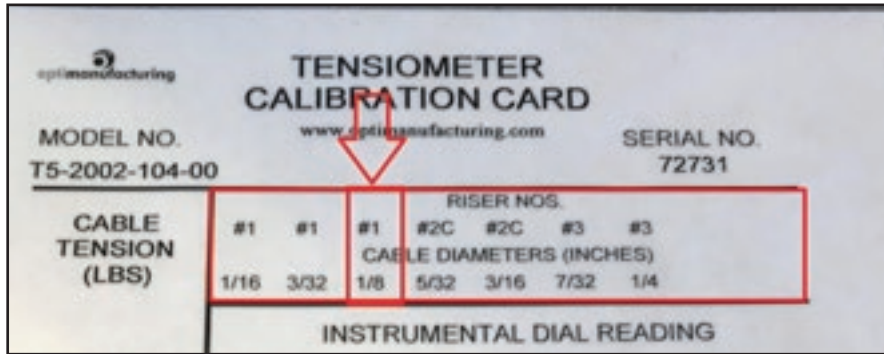 optimanufacturing
TENSIOMETER
CALIBRATION CARD
www.optimanufacturing.com
MODEL NO.
T5-2002-104-00
SERIAL NO.
72731
CABLE
TENSION
(LBS)
RISER NOS.
#1 #1 #1 #2C #2C #3 #3
CABLE DIAMETERS (INCHES)
1/16 3/32 1/8 5/32 3/16 7/32 1/4
INSTRUMENTAL DIAL READING